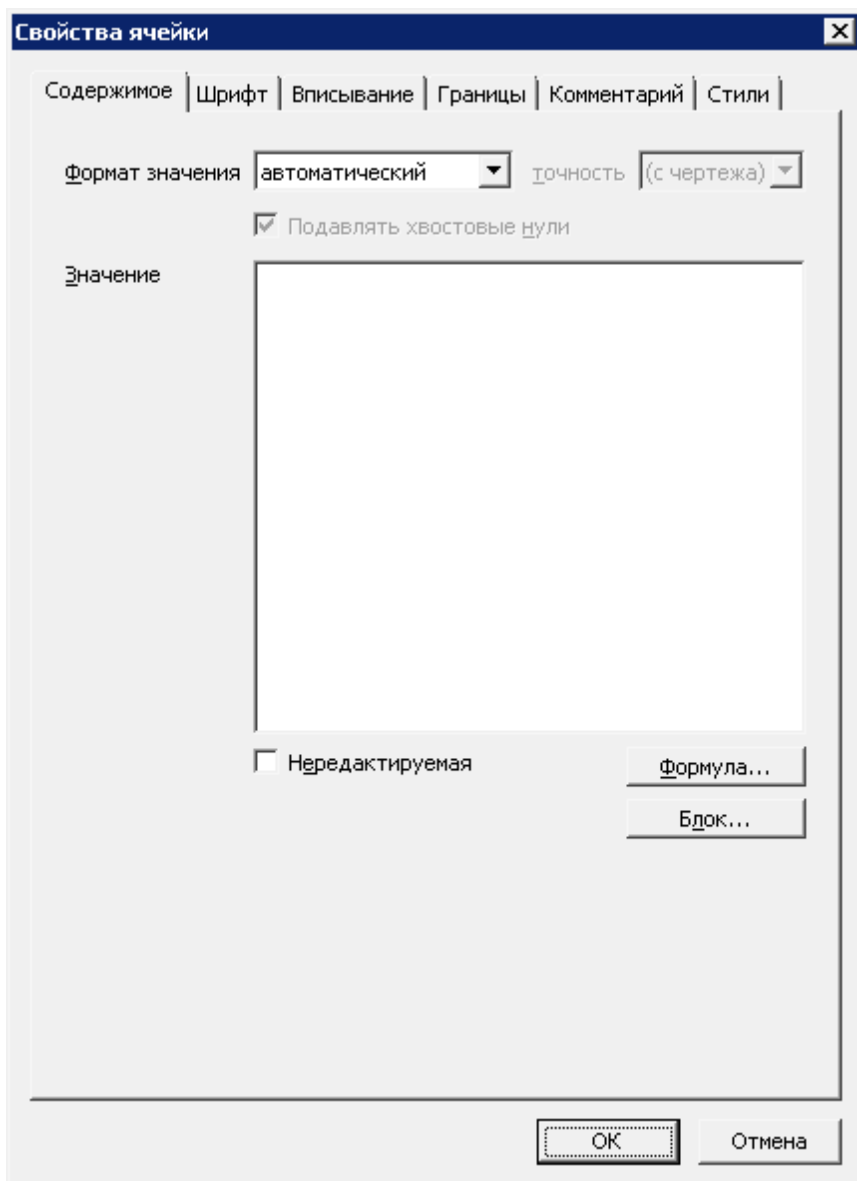 Свойства ячейки
Содержимое Шрифт Вписывание Границы Комментарий Стили
Формат значения автоматический точность (с чертежа)
Подавлять хвостовые нули
Значение
Нередактируемая Формула...
Блок...
ОК Отмена